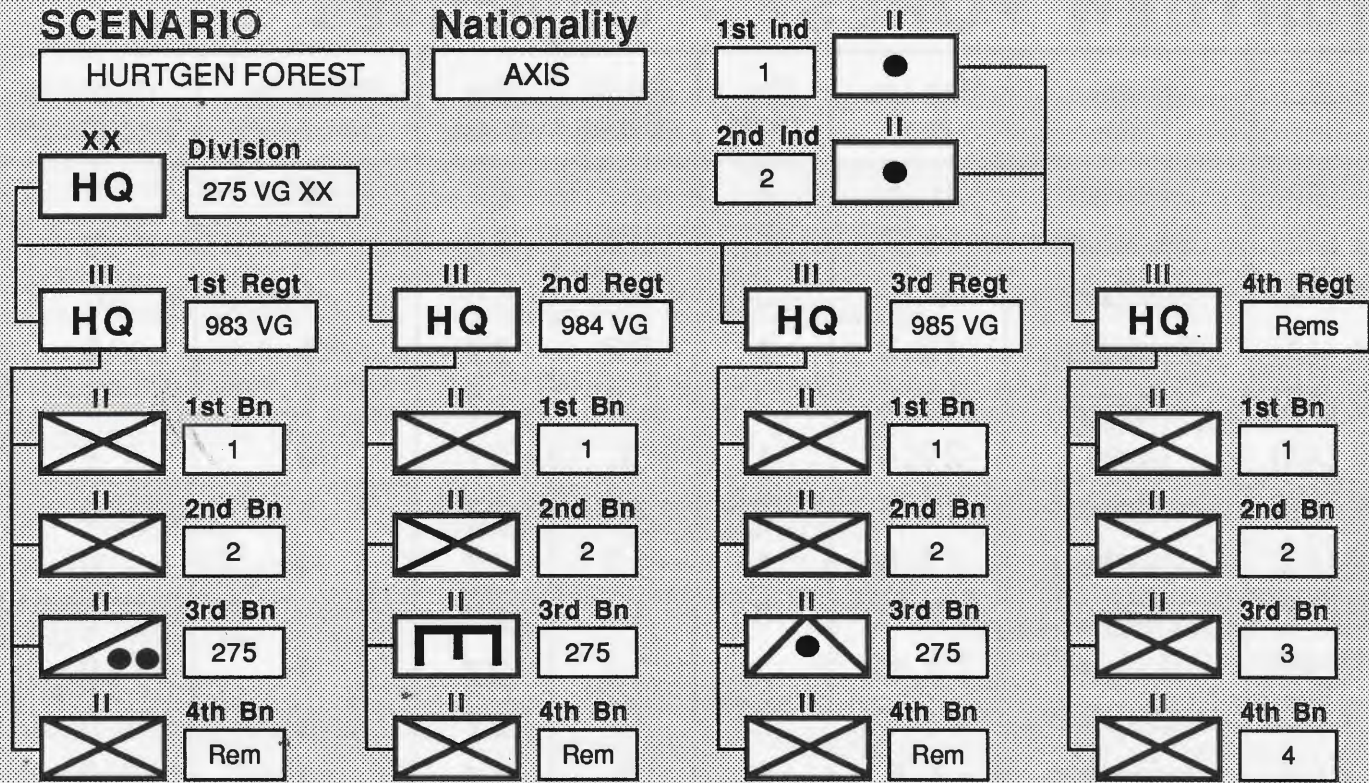 SCENARIO Nationality 1st Ind II
HURTGEN FOREST AXIS 1
XX Division 2nd Ind II
HQ 275 VG XX 2
III 1st Regt III 2nd Regt III 3rd Regt III 4th Regt
HQ 983 VG HQ 984 VG HQ 985 VG HQ Rems
II 1st Bn II 1st Bn II 1st Bn II 1st Bn
1 1 1 1
II 2nd Bn II 2nd Bn II 2nd Bn II 2nd Bn
2 2 2 2
II 3rd Bn II 3rd Bn II 3rd Bn II 3rd Bn
275 275 275 3
II 4th Bn II 4th Bn II 4th Bn II 4th Bn
Rem Rem Rem 4